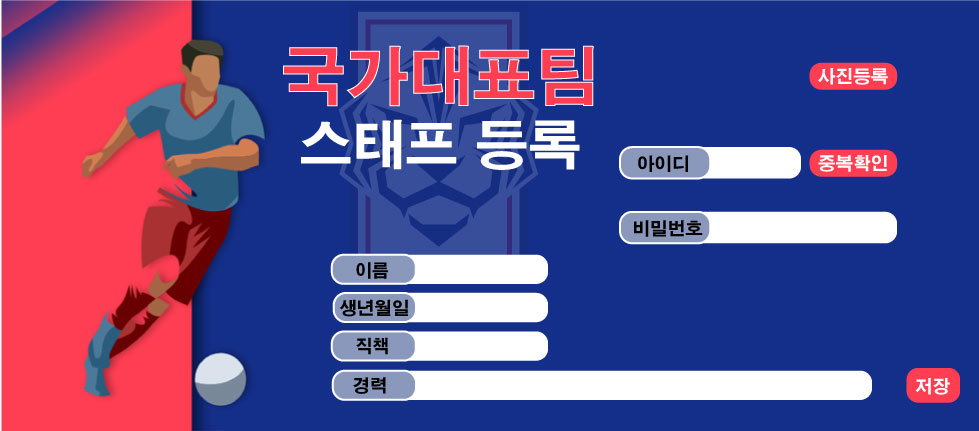 국가대표팀
스태프 등록
사진등록
아이디
중복확인
비밀번호
이름
생년월일
직책
경력
저장